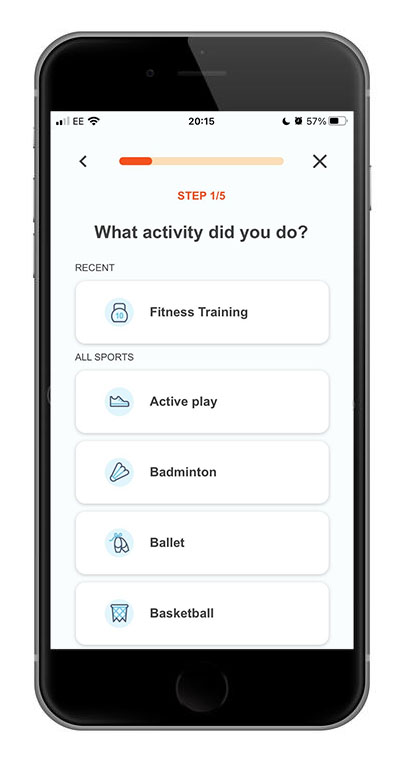 EE 20:15 57%
STEP 1/5
What activity did you do?
RECENT
10 Fitness Training
ALL SPORTS
Active play
Badminton
Ballet
Basketball